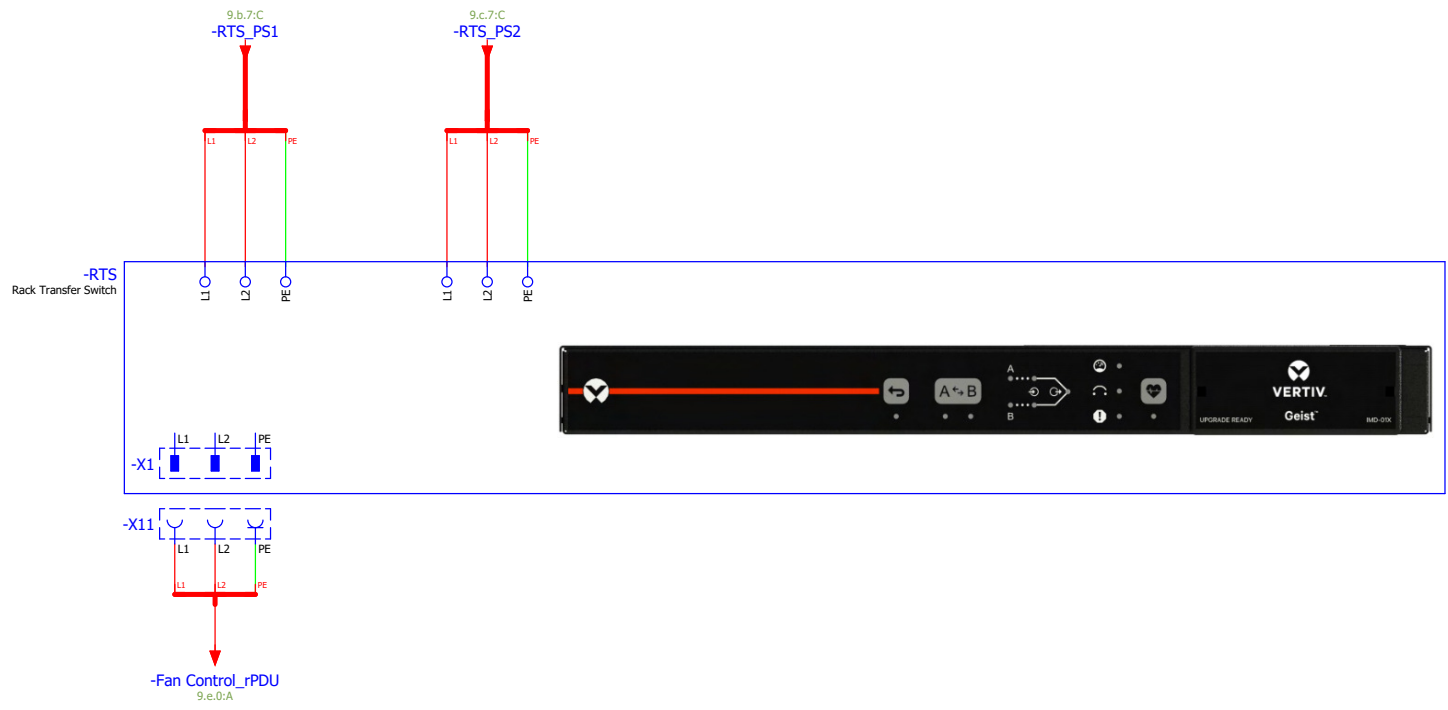 9.b.7:C
-RTS_PS1
9.c.7:C
-RTS_PS2
L1
L2
PE
L1
L2
PE
-RTS
Rack Transfer Switch
L1
L2
PE
L1
L2
PE
A
B
A B
VERTIV.
Geist™
UPGRADE READY
IMD-01X
L1
L2
PE
-X1
-X11
L1
L2
PE
L1
L2
PE
-Fan Control_rPDU
9.e.0:A